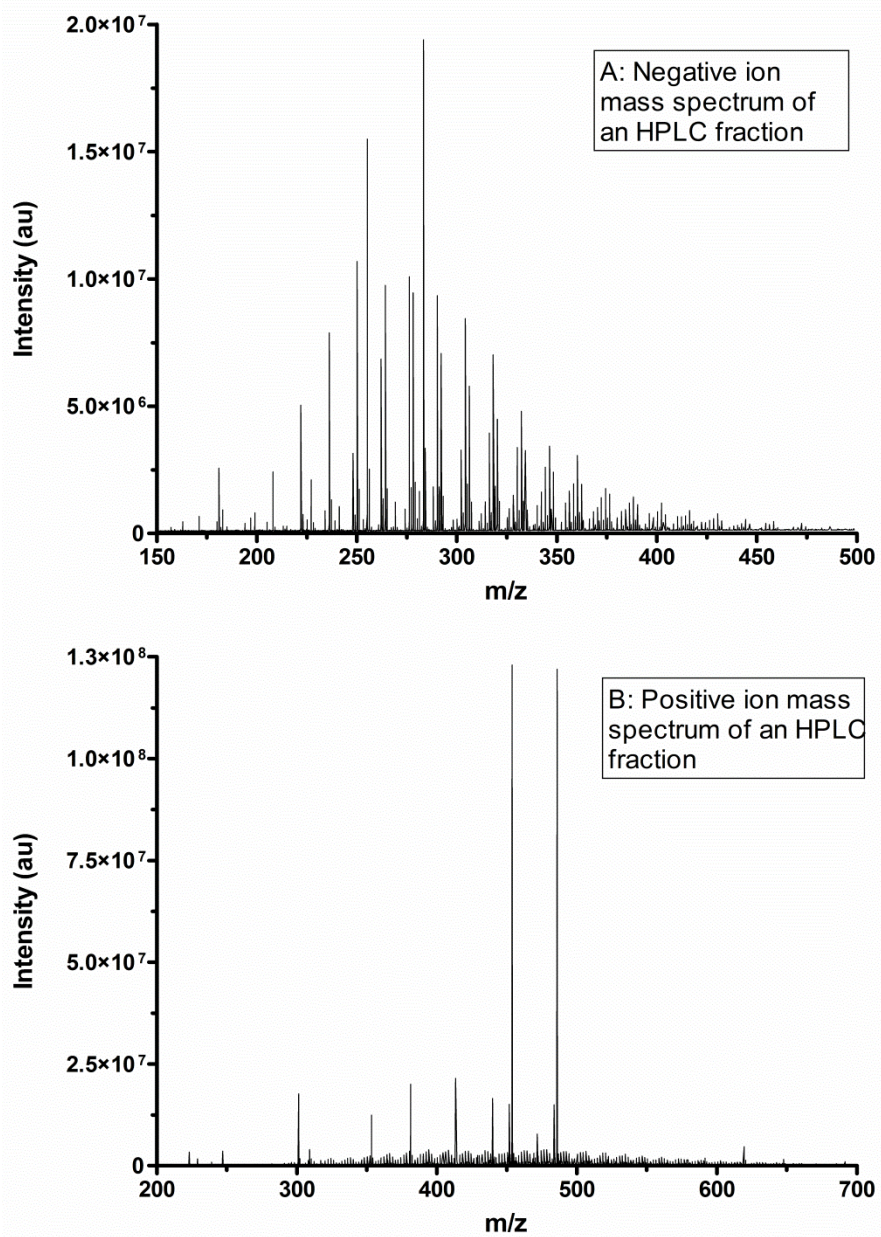 2.0×10⁷
1.5×10⁷
1.0×10⁷
5.0×10⁶
0
Intensity (au)
A: Negative ion
mass spectrum of
an HPLC fraction
150 200 250 300 350 400 450 500
m/z
1.3×10⁸
1.0×10⁸
7.5×10⁷
5.0×10⁷
2.5×10⁷
0
Intensity (au)
B: Positive ion mass
spectrum of an HPLC
fraction
200 300 400 500 600 700
m/z